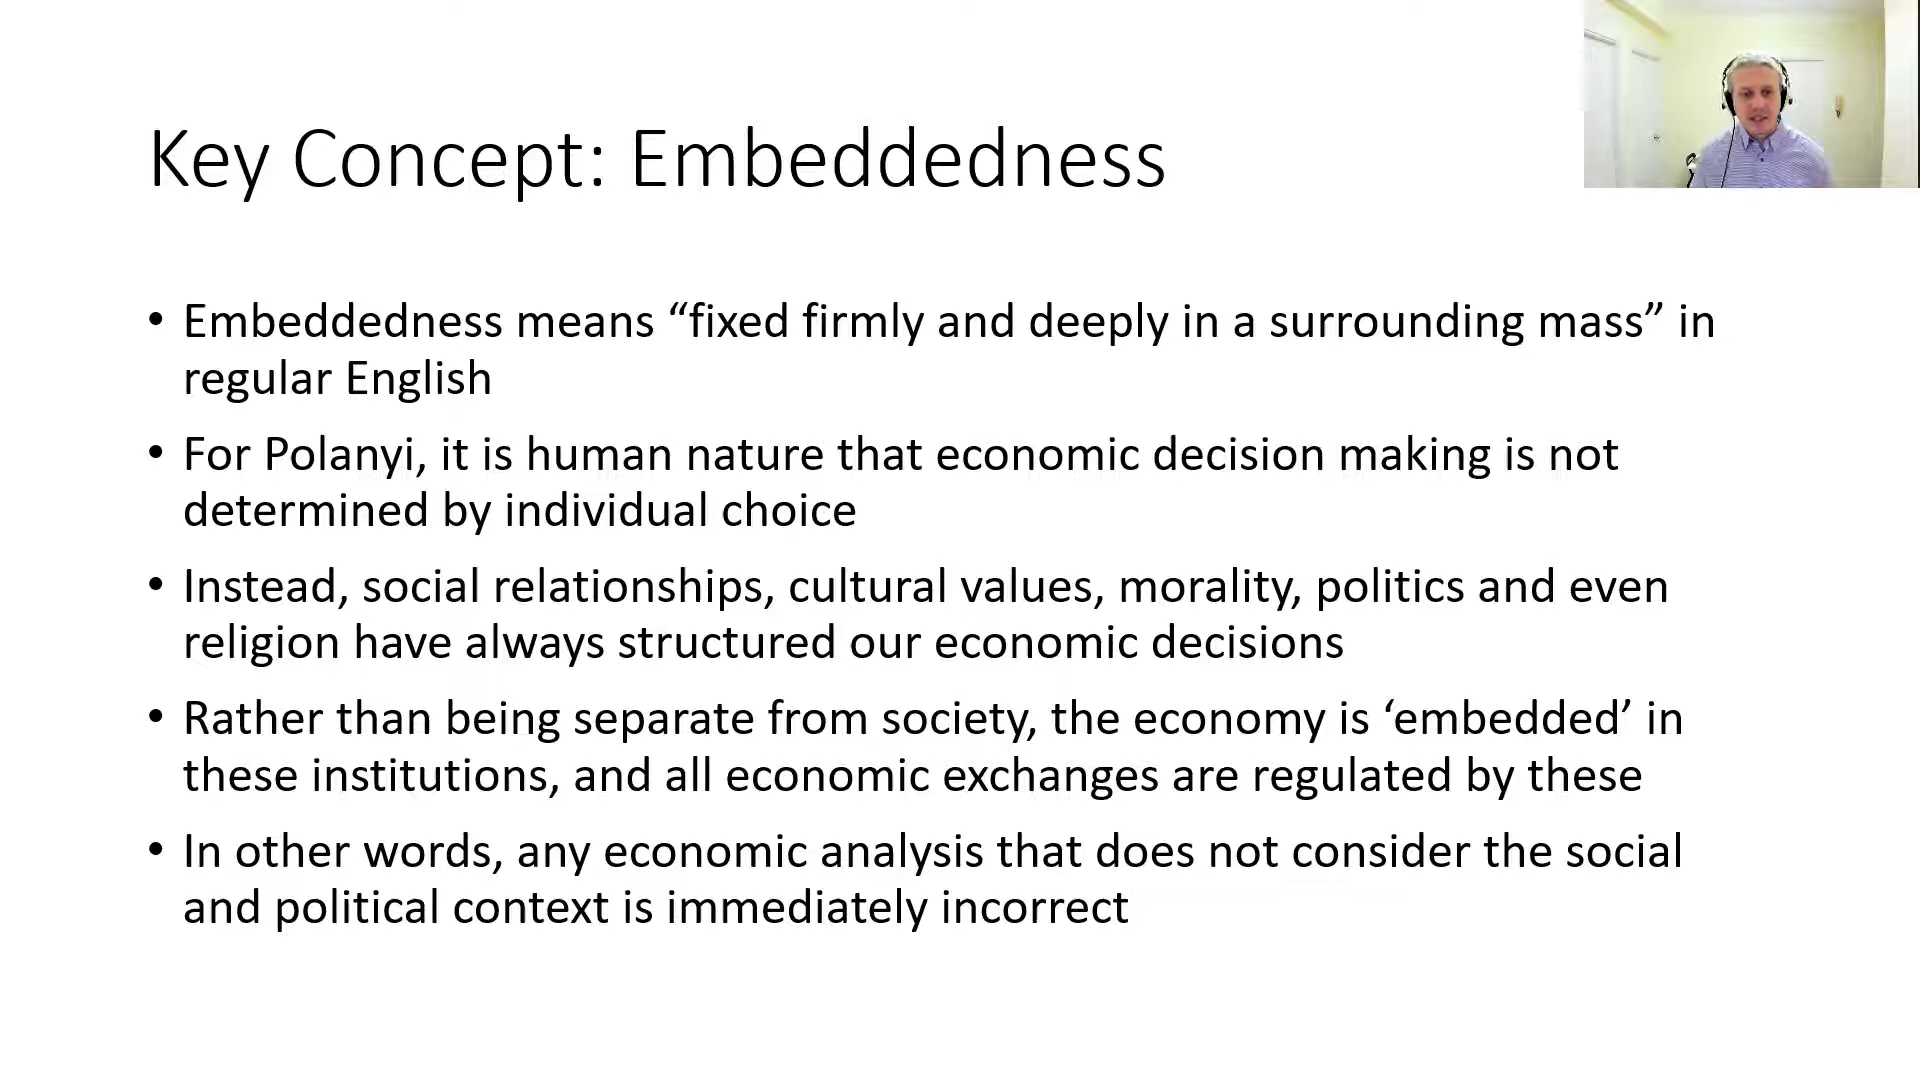 Key Concept: Embeddedness
• Embeddedness means “fixed firmly and deeply in a surrounding mass” in
regular English
• For Polanyi, it is human nature that economic decision making is not
determined by individual choice
• Instead, social relationships, cultural values, morality, politics and even
religion have always structured our economic decisions
• Rather than being separate from society, the economy is ‘embedded’ in
these institutions, and all economic exchanges are regulated by these
• In other words, any economic analysis that does not consider the social
and political context is immediately incorrect